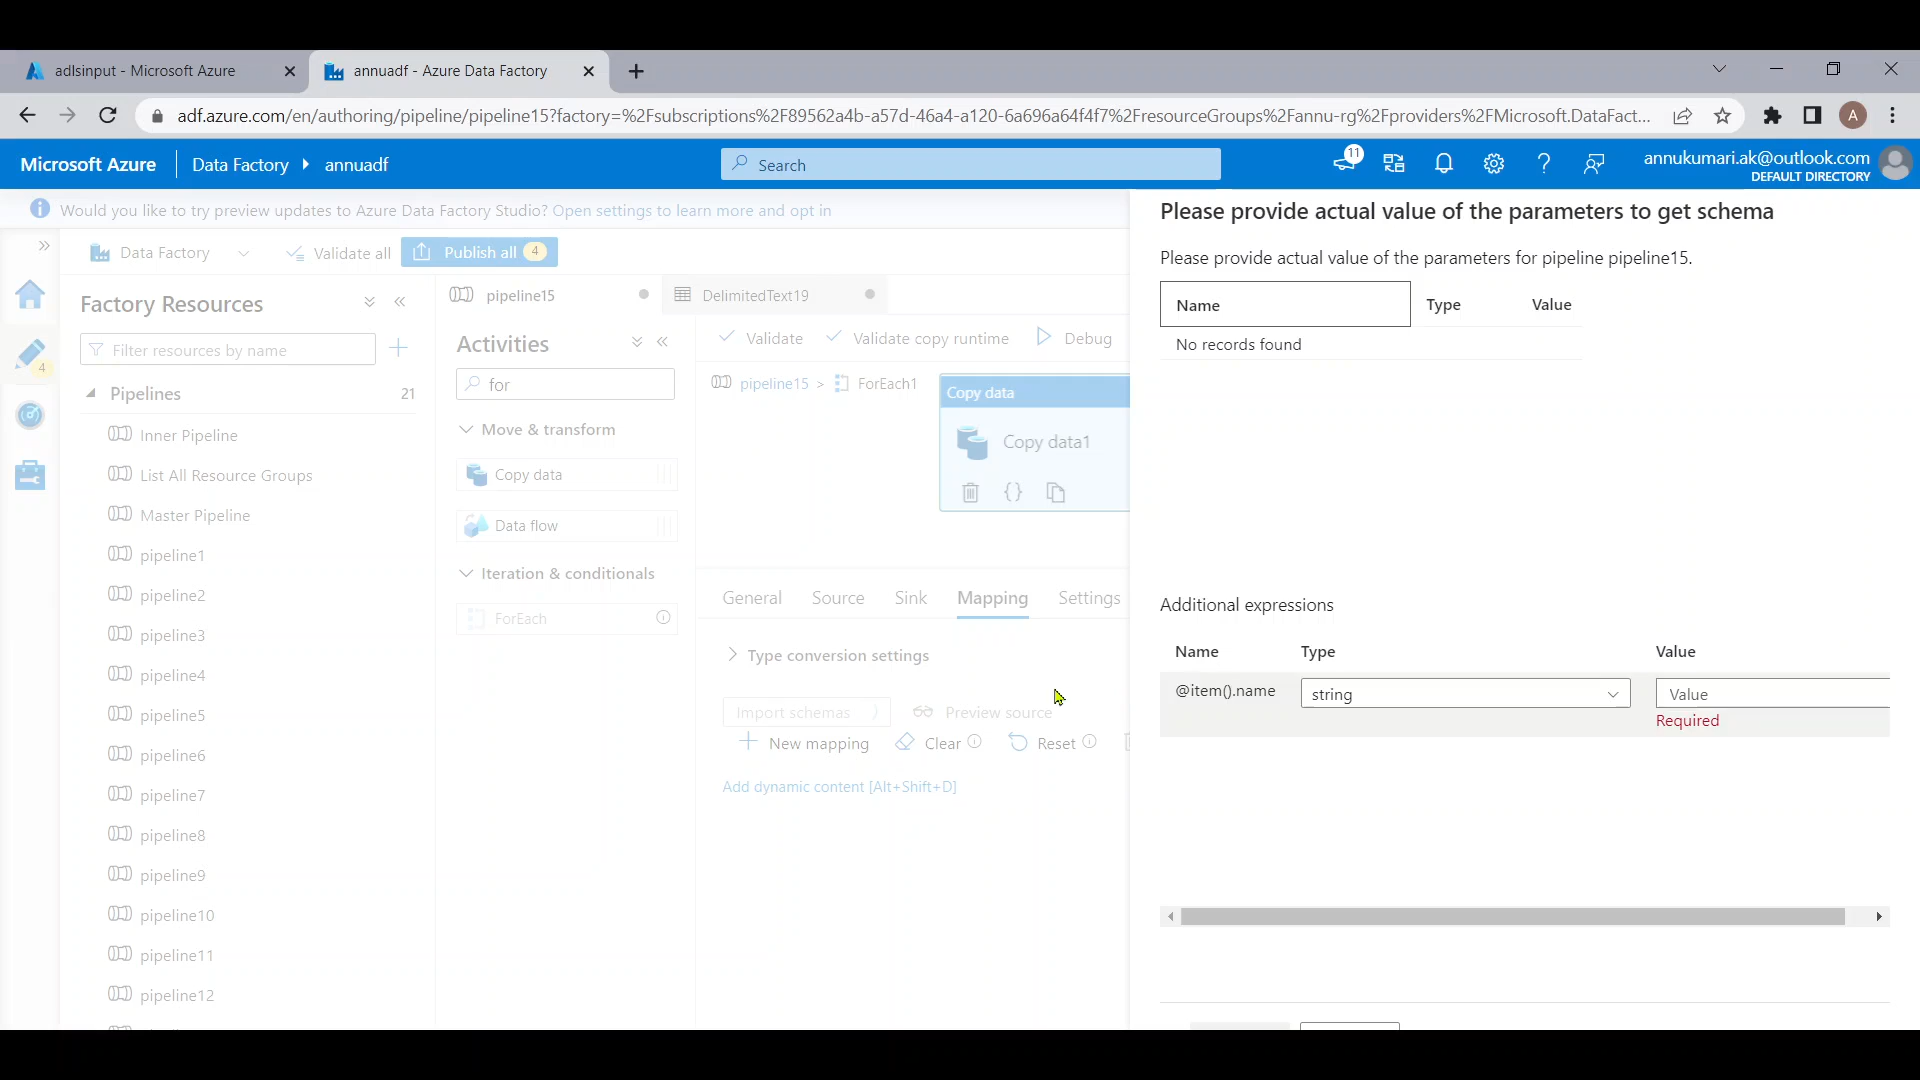 adlsinput - Microsoft Azure
annuadf - Azure Data Factory
adf.azure.com/en/authoring/pipeline/pipeline15?factory=%2Fsubscriptions%2F89562a4b-a57d-46a4-a120-6a696a64f4f7%2FresourceGroups%2Fannu-rg%2Fproviders%2FMicrosoft.DataFact...
A
Microsoft Azure
Data Factory
annuadf
Search
11
annukumari.ak@outlook.com
DEFAULT DIRECTORY
Would you like to try preview updates to Azure Data Factory Studio? Open settings to learn more and opt in
Data Factory
Validate all
Publish all 4
Factory Resources
Filter resources by name
4
Pipelines 21
Inner Pipeline
List All Resource Groups
Master Pipeline
pipeline1
pipeline2
pipeline3
pipeline4
pipeline5
pipeline6
pipeline7
pipeline8
pipeline9
pipeline10
pipeline11
pipeline12
pipeline15
DelimitedText19
Activities
for
Move & transform
Copy data
Data flow
Iteration & conditionals
ForEach
Validate
Validate copy runtime
Debug
pipeline15 > ForEach1
Copy data
Copy data1
General Source Sink Mapping Settings
Type conversion settings
Import schemas
Preview source
New mapping
Clear
Reset
Add dynamic content [Alt+Shift+D]
Please provide actual value of the parameters to get schema
Please provide actual value of the parameters for pipeline pipeline15.
Name Type Value
No records found
Additional expressions
Name Type Value
@item().name string Value
Required